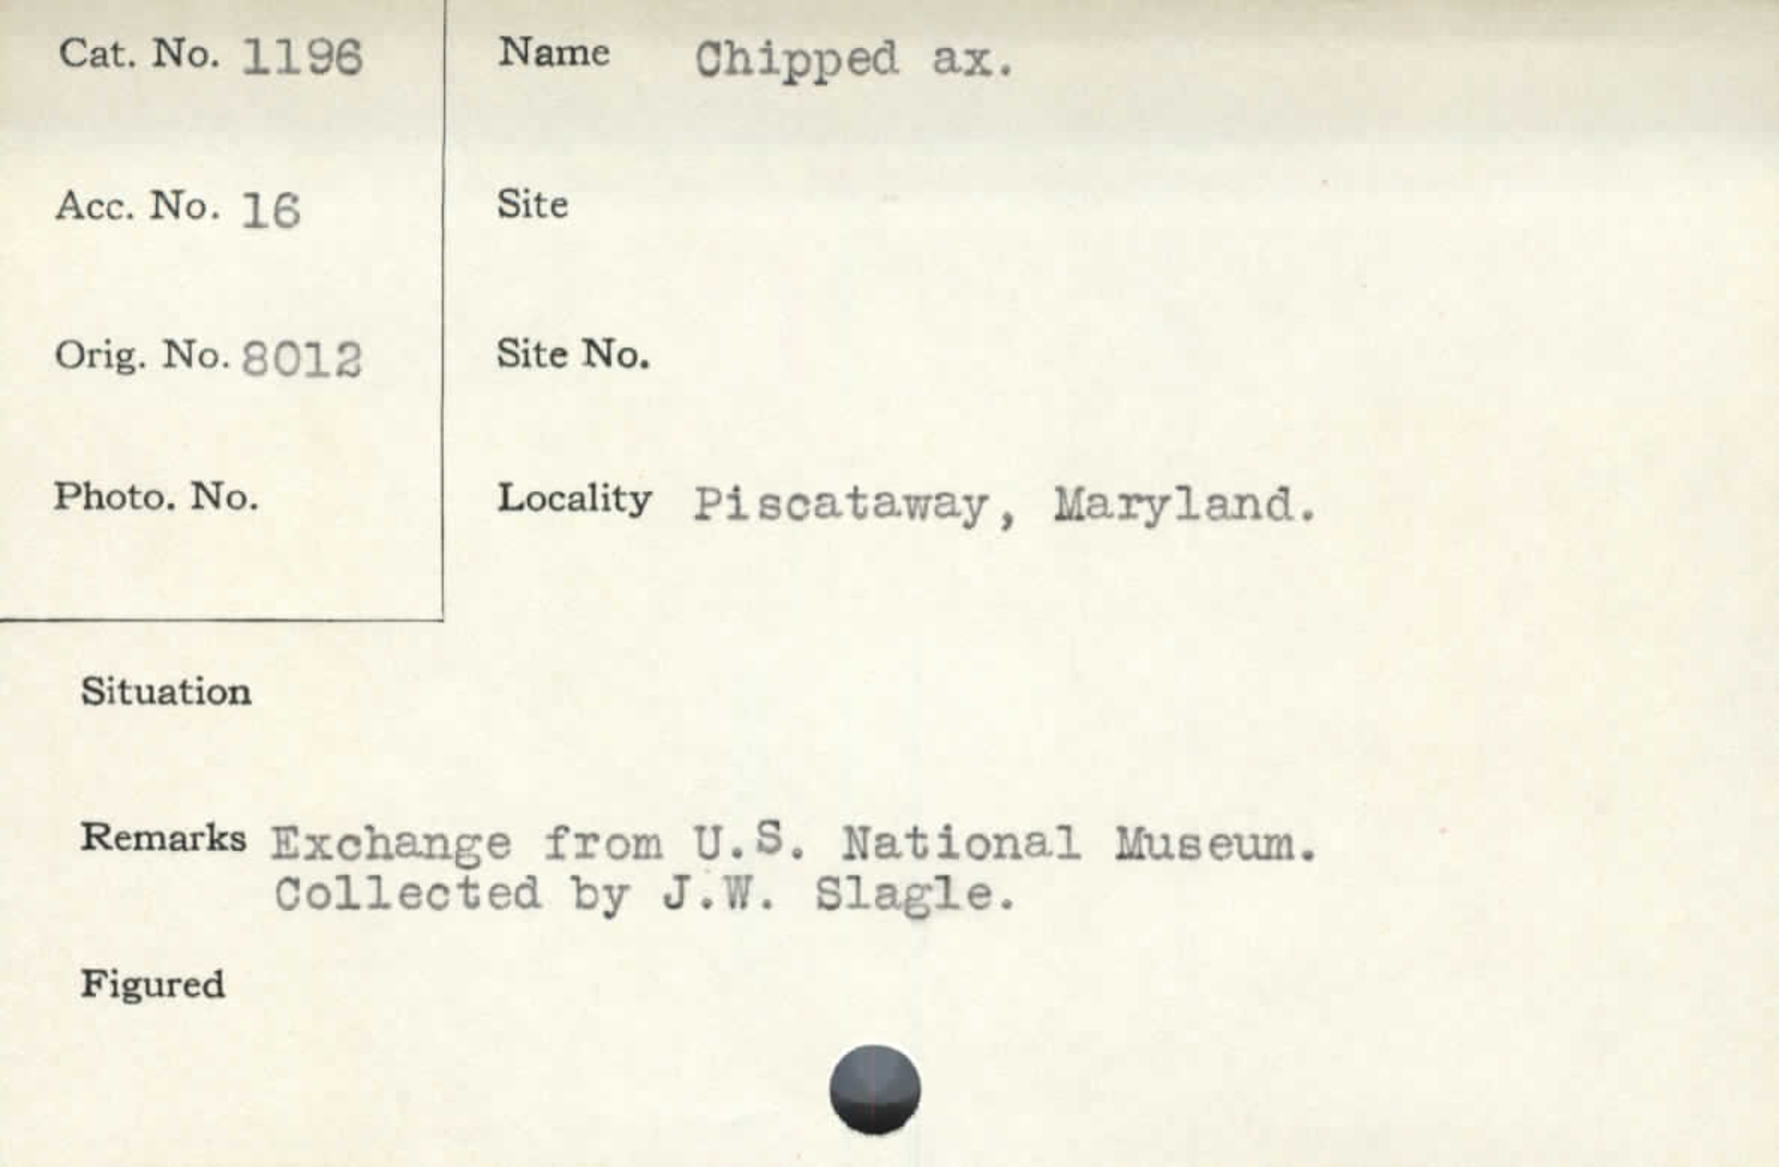 Cat. No. 1196
Name Chipped ax.
Acc. No. 16
Site
Orig. No. 8012
Site No.
Photo. No.
Locality Piscataway, Maryland.
Situation
Remarks Exchange from U.S. National Museum.
Collected by J.W. Slagle.
Figured